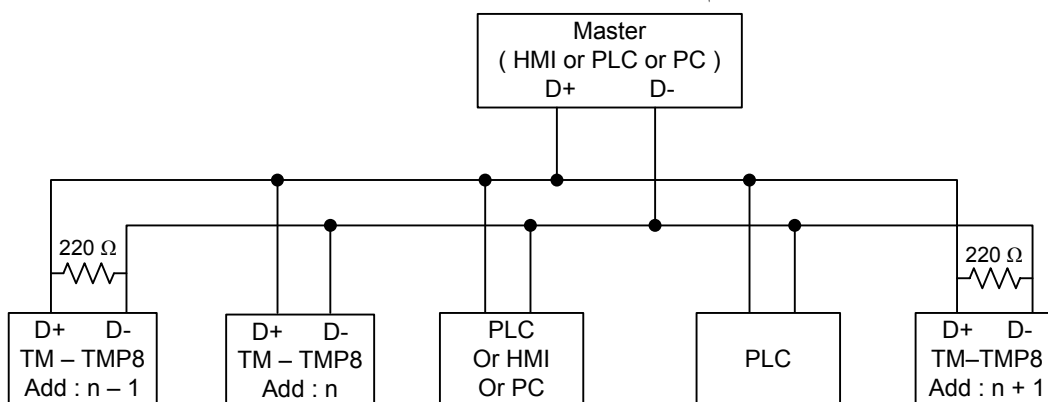 Master
( HMI or PLC or PC )
D+ D-
220 Ω
220 Ω
D+ D-
TM – TMP8
Add : n – 1
D+ D-
TM – TMP8
Add : n
PLC
Or HMI
Or PC
PLC
D+ D-
TM–TMP8
Add : n + 1